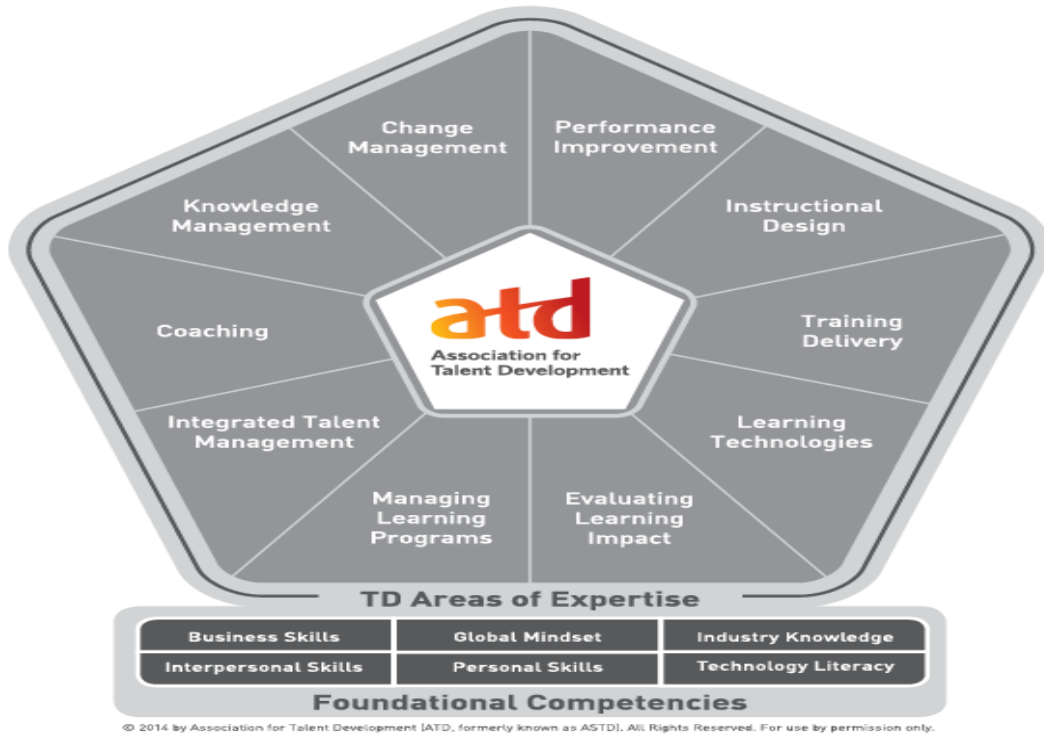 Change
Management
Performance
Improvement
Knowledge
Management
Instructional
Design
Coaching
Training
Delivery
atd
Association for
Talent Development
Integrated Talent
Management
Learning
Technologies
Managing
Learning
Programs
Evaluating
Learning
Impact
TD Areas of Expertise
Business Skills
Global Mindset
Industry Knowledge
Interpersonal Skills
Personal Skills
Technology Literacy
Foundational Competencies
© 2014 by Association for Talent Development [ATD, formerly known as ASTD]. All Rights Reserved. For use by permission only.